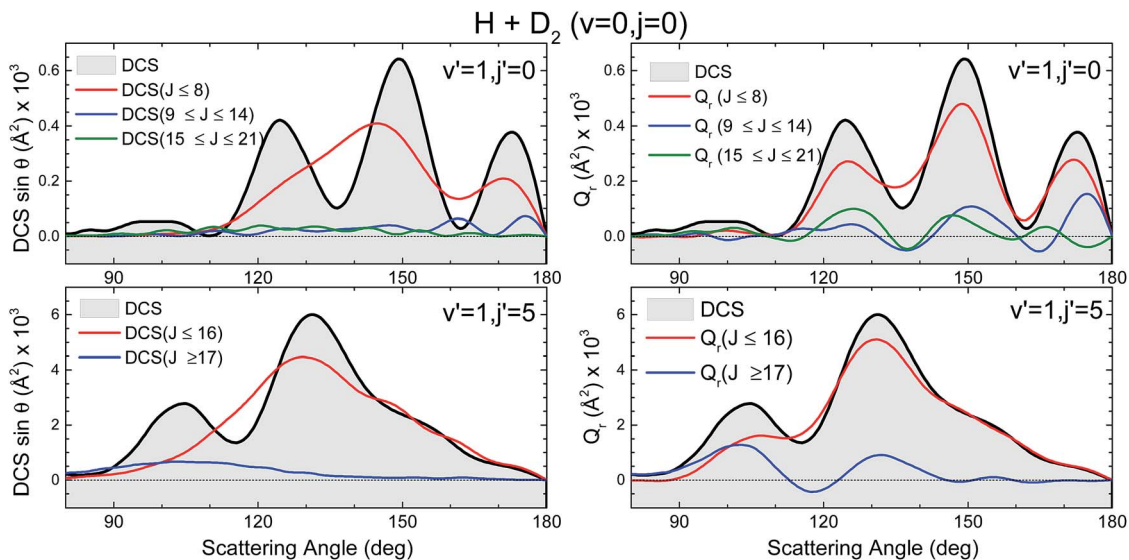 H + D₂ (v=0,j=0)
DCS sin θ (Å²) x 10³
0.6
0.4
0.2
0.0
DCS
DCS(J ≤ 8)
DCS(9 ≤ J ≤ 14)
DCS(15 ≤ J ≤ 21)
v'=1,j'=0
90 120 150 180
Qᵣ (Å²) x 10³
0.6
0.4
0.2
0.0
DCS
Qᵣ (J ≤ 8)
Qᵣ (9 ≤ J ≤ 14)
Qᵣ (15 ≤ J ≤ 21)
v'=1,j'=0
90 120 150 180
DCS sin θ (Å²) x 10³
6
4
2
0
DCS
DCS(J ≤ 16)
DCS(J ≥17)
v'=1,j'=5
90 120 150 180
Scattering Angle (deg)
Qᵣ (Å²) x 10³
6
4
2
0
DCS
Qᵣ(J ≤ 16)
Qᵣ(J ≥17)
v'=1,j'=5
90 120 150 180
Scattering Angle (deg)